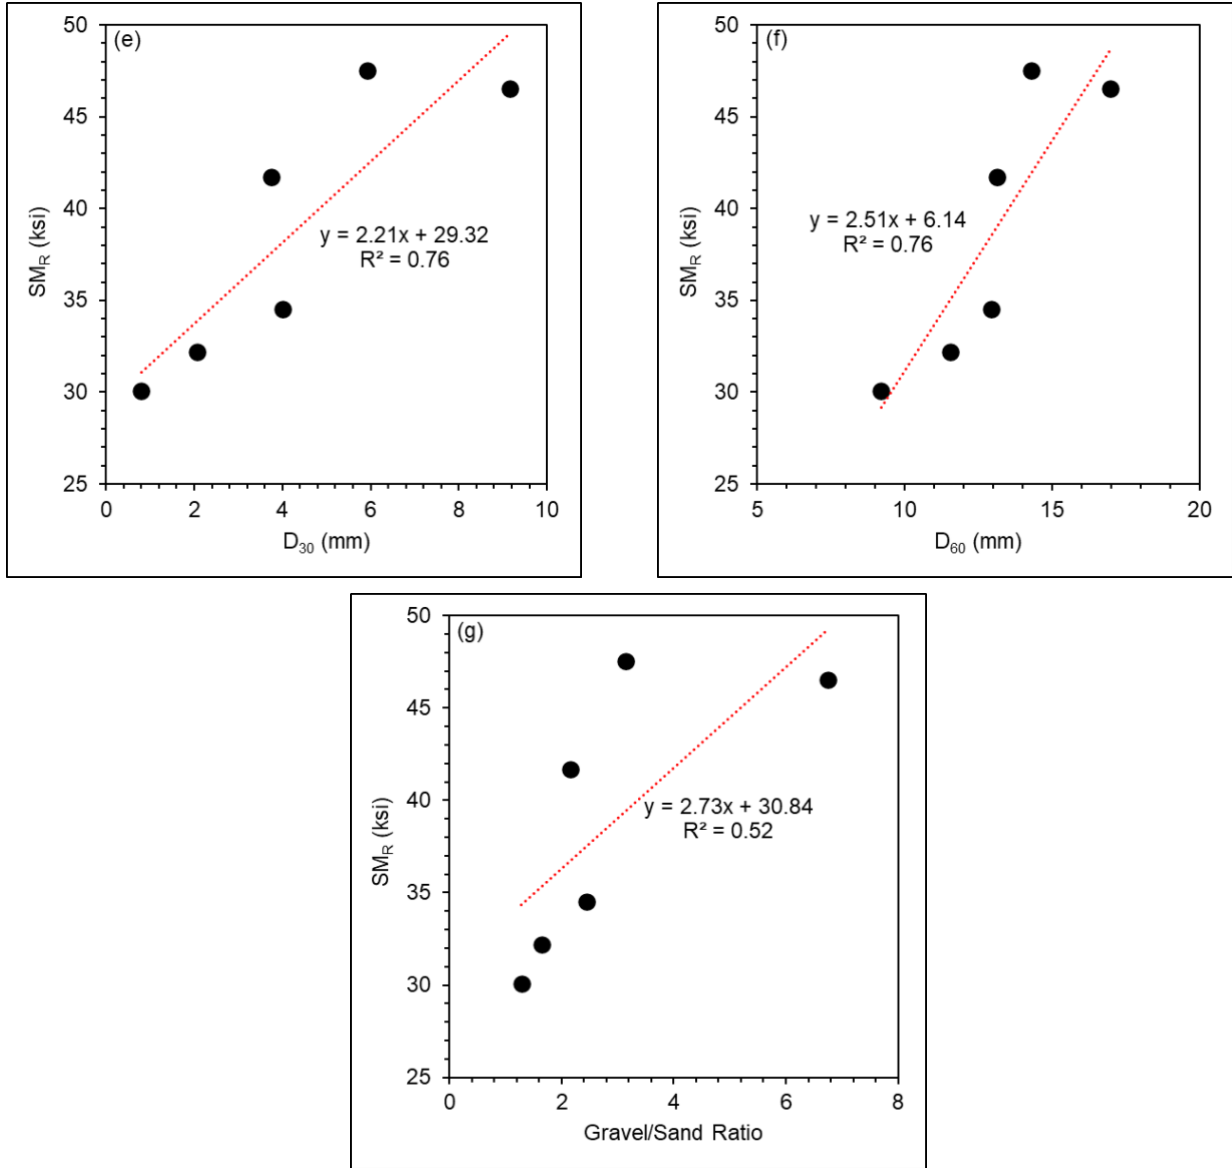 (e)
50
45
40
35
30
25
SM_R (ksi)
y = 2.21x + 29.32
R² = 0.76
0 2 4 6 8 10
D₃₀ (mm)
(f)
50
45
40
35
30
25
SM_R (ksi)
y = 2.51x + 6.14
R² = 0.76
5 10 15 20
D₆₀ (mm)
(g)
50
45
40
35
30
25
SM_R (ksi)
y = 2.73x + 30.84
R² = 0.52
0 2 4 6 8
Gravel/Sand Ratio